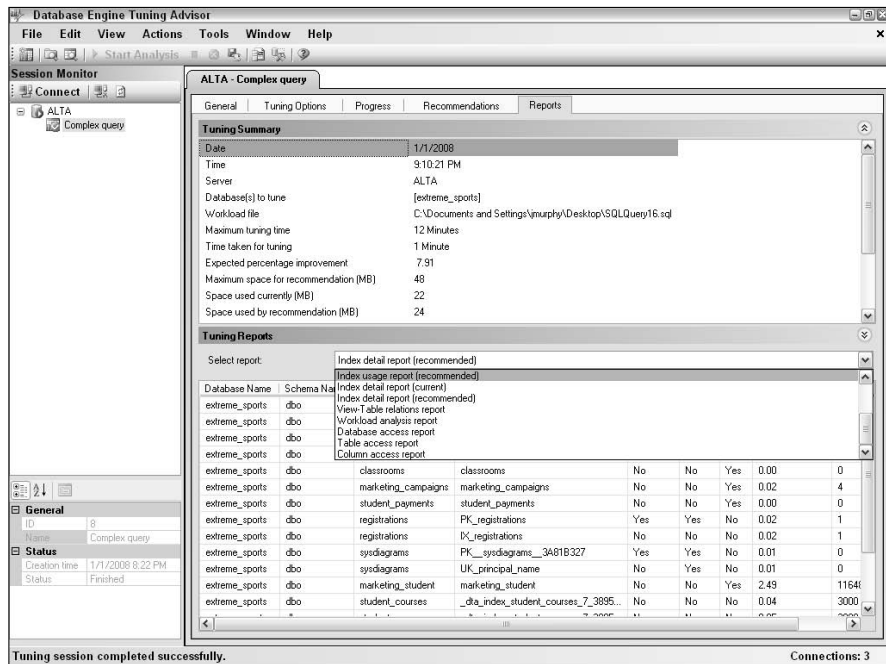 Database Engine Tuning Advisor
File Edit View Actions Tools Window Help
Start Analysis
Session Monitor
Connect
ALTA
Complex query
ALTA - Complex query
General Tuning Options Progress Recommendations Reports
Tuning Summary
Date 1/1/2008
Time 9:10:21 PM
Server ALTA
Database(s) to tune [extreme_sports]
Workload file C:\Documents and Settings\jmurphy\Desktop\SQLQuery16.sql
Maximum tuning time 12 Minutes
Time taken for tuning 1 Minute
Expected percentage improvement 7.91
Maximum space for recommendation (MB) 48
Space used currently (MB) 22
Space used by recommendation (MB) 24
Tuning Reports
Select report: Index detail report (recommended)
Index usage report (recommended)
Index detail report (current)
Index detail report (recommended)
View-Table relations report
Workload analysis report
Database access report
Table access report
Column access report
Database Name Schema Na
extreme_sports dbo
extreme_sports dbo
extreme_sports dbo
extreme_sports dbo classrooms classrooms No No Yes 0.00 0
extreme_sports dbo marketing_campaigns marketing_campaigns No No Yes 0.02 4
extreme_sports dbo student_payments student_payments No No Yes 0.00 0
extreme_sports dbo registrations PK_registrations Yes Yes No 0.02 1
extreme_sports dbo registrations IX_registrations No No No 0.02 1
extreme_sports dbo sysdiagrams PK__sysdiagrams__3A81B327 Yes Yes No 0.01 0
extreme_sports dbo sysdiagrams UK_principal_name No Yes No 0.01 0
extreme_sports dbo marketing_student marketing_student No No Yes 2.49 11648
extreme_sports dbo student_courses _dta_index_student_courses_7_3895... No No No 0.04 3000
General
ID 8
Name Complex query
Status
Creation time 1/1/2008 8:22 PM
Status Finished
Tuning session completed successfully. Connections: 3